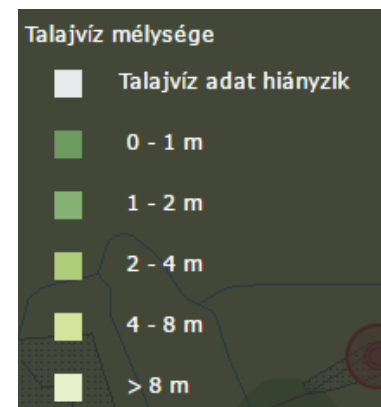 Talajvíz mélysége
Talajvíz adat hiányzik
0 - 1 m
1 - 2 m
2 - 4 m
4 - 8 m
> 8 m